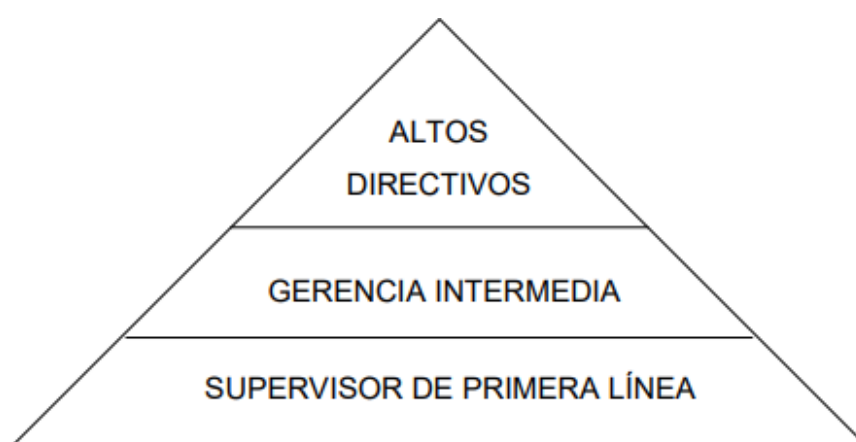 ALTOS
DIRECTIVOS
GERENCIA INTERMEDIA
SUPERVISOR DE PRIMERA LÍNEA